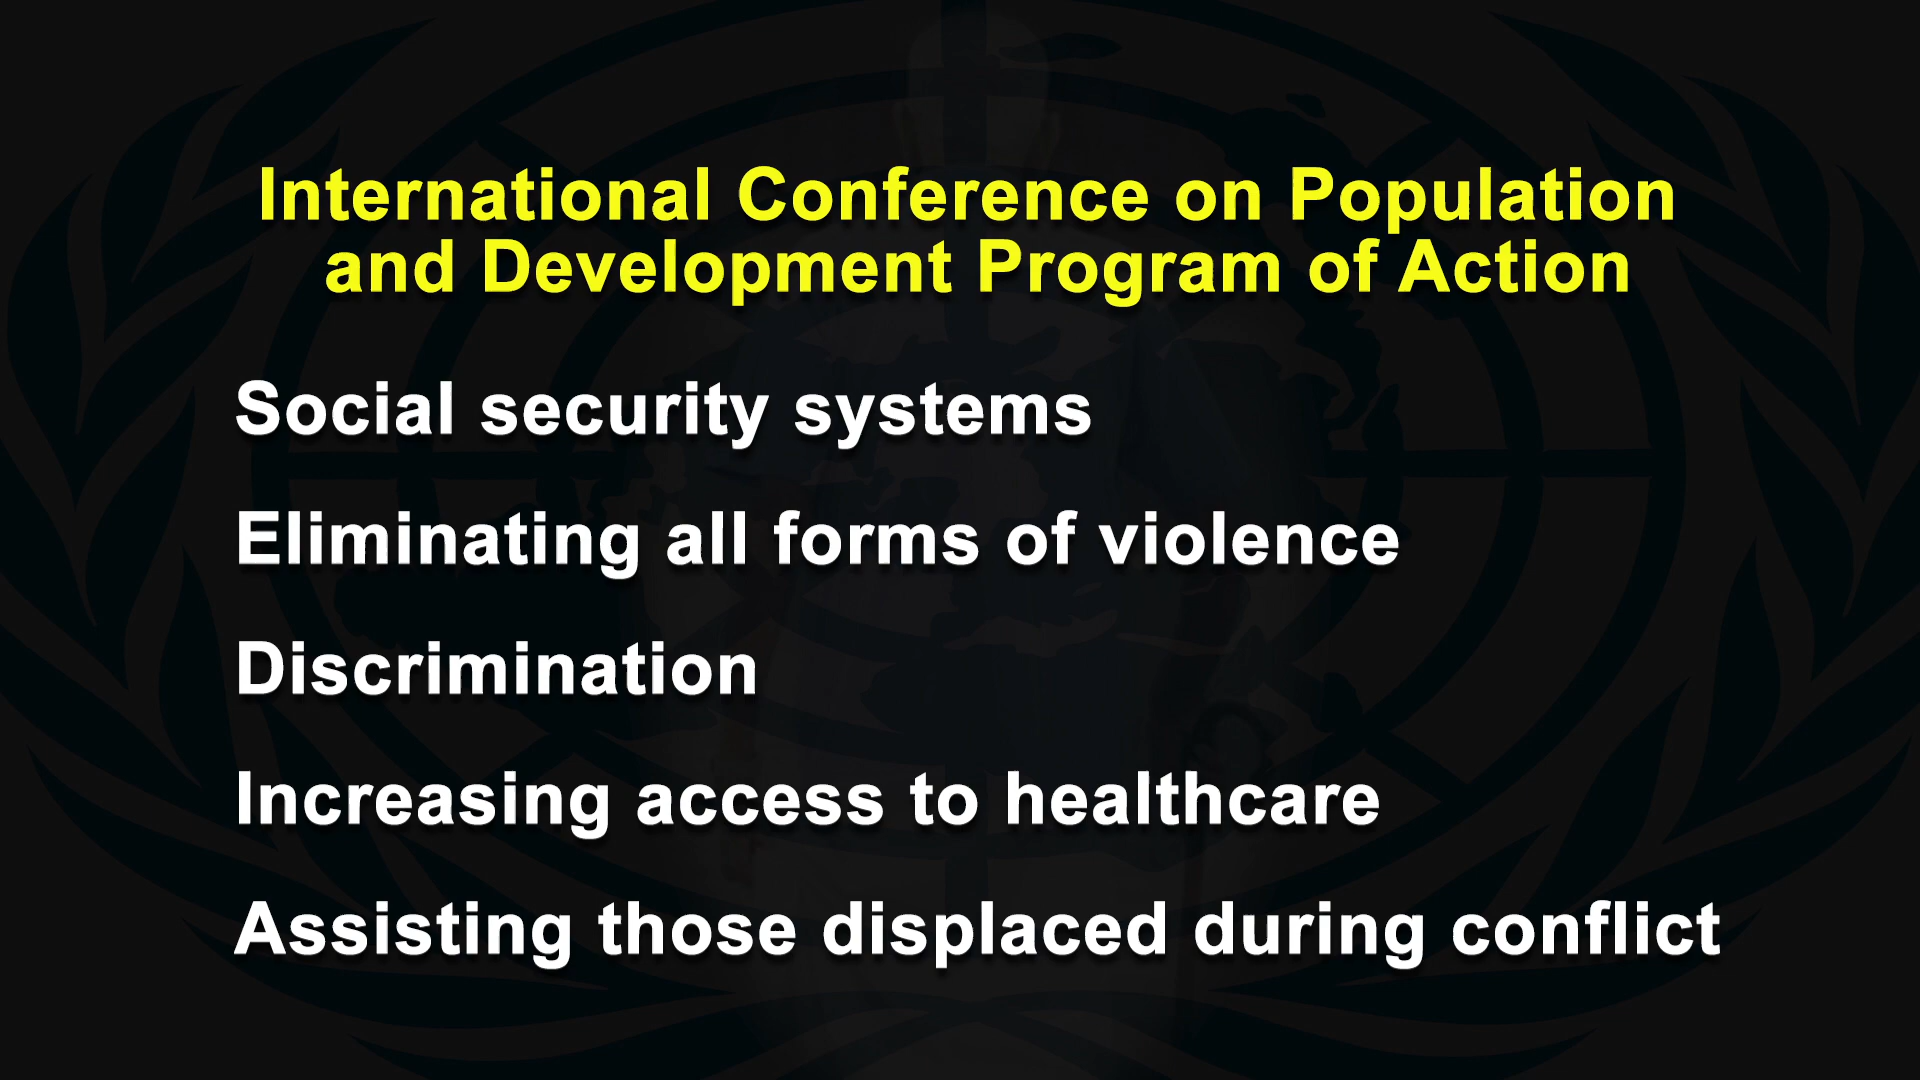 International Conference on Population
and Development Program of Action
Social security systems
Eliminating all forms of violence
Discrimination
Increasing access to healthcare
Assisting those displaced during conflict